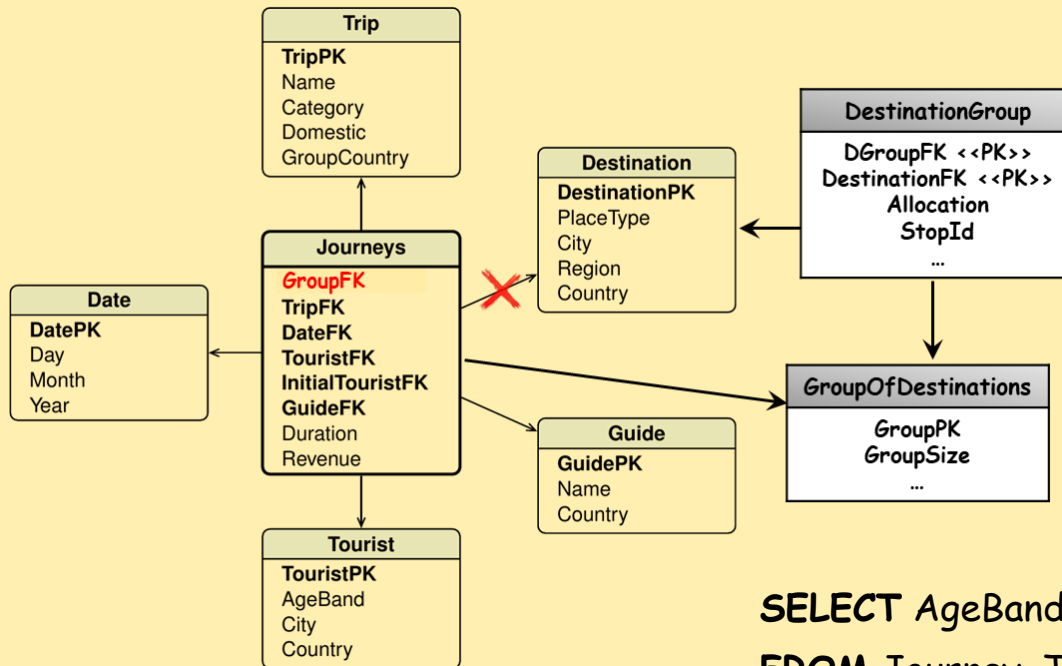 Trip
TripPK
Name
Category
Domestic
GroupCountry
DestinationGroup
DGroupFK <<PK>>
DestinationFK <<PK>>
Allocation
StopId
...
Destination
DestinationPK
PlaceType
City
Region
Country
Journeys
GroupFK
TripFK
DateFK
TouristFK
InitialTouristFK
GuideFK
Duration
Revenue
Date
DatePK
Day
Month
Year
GroupOfDestinations
GroupPK
GroupSize
...
Guide
GuidePK
Name
Country
Tourist
TouristPK
AgeBand
City
Country
SELECT AgeBand
FROM Journey